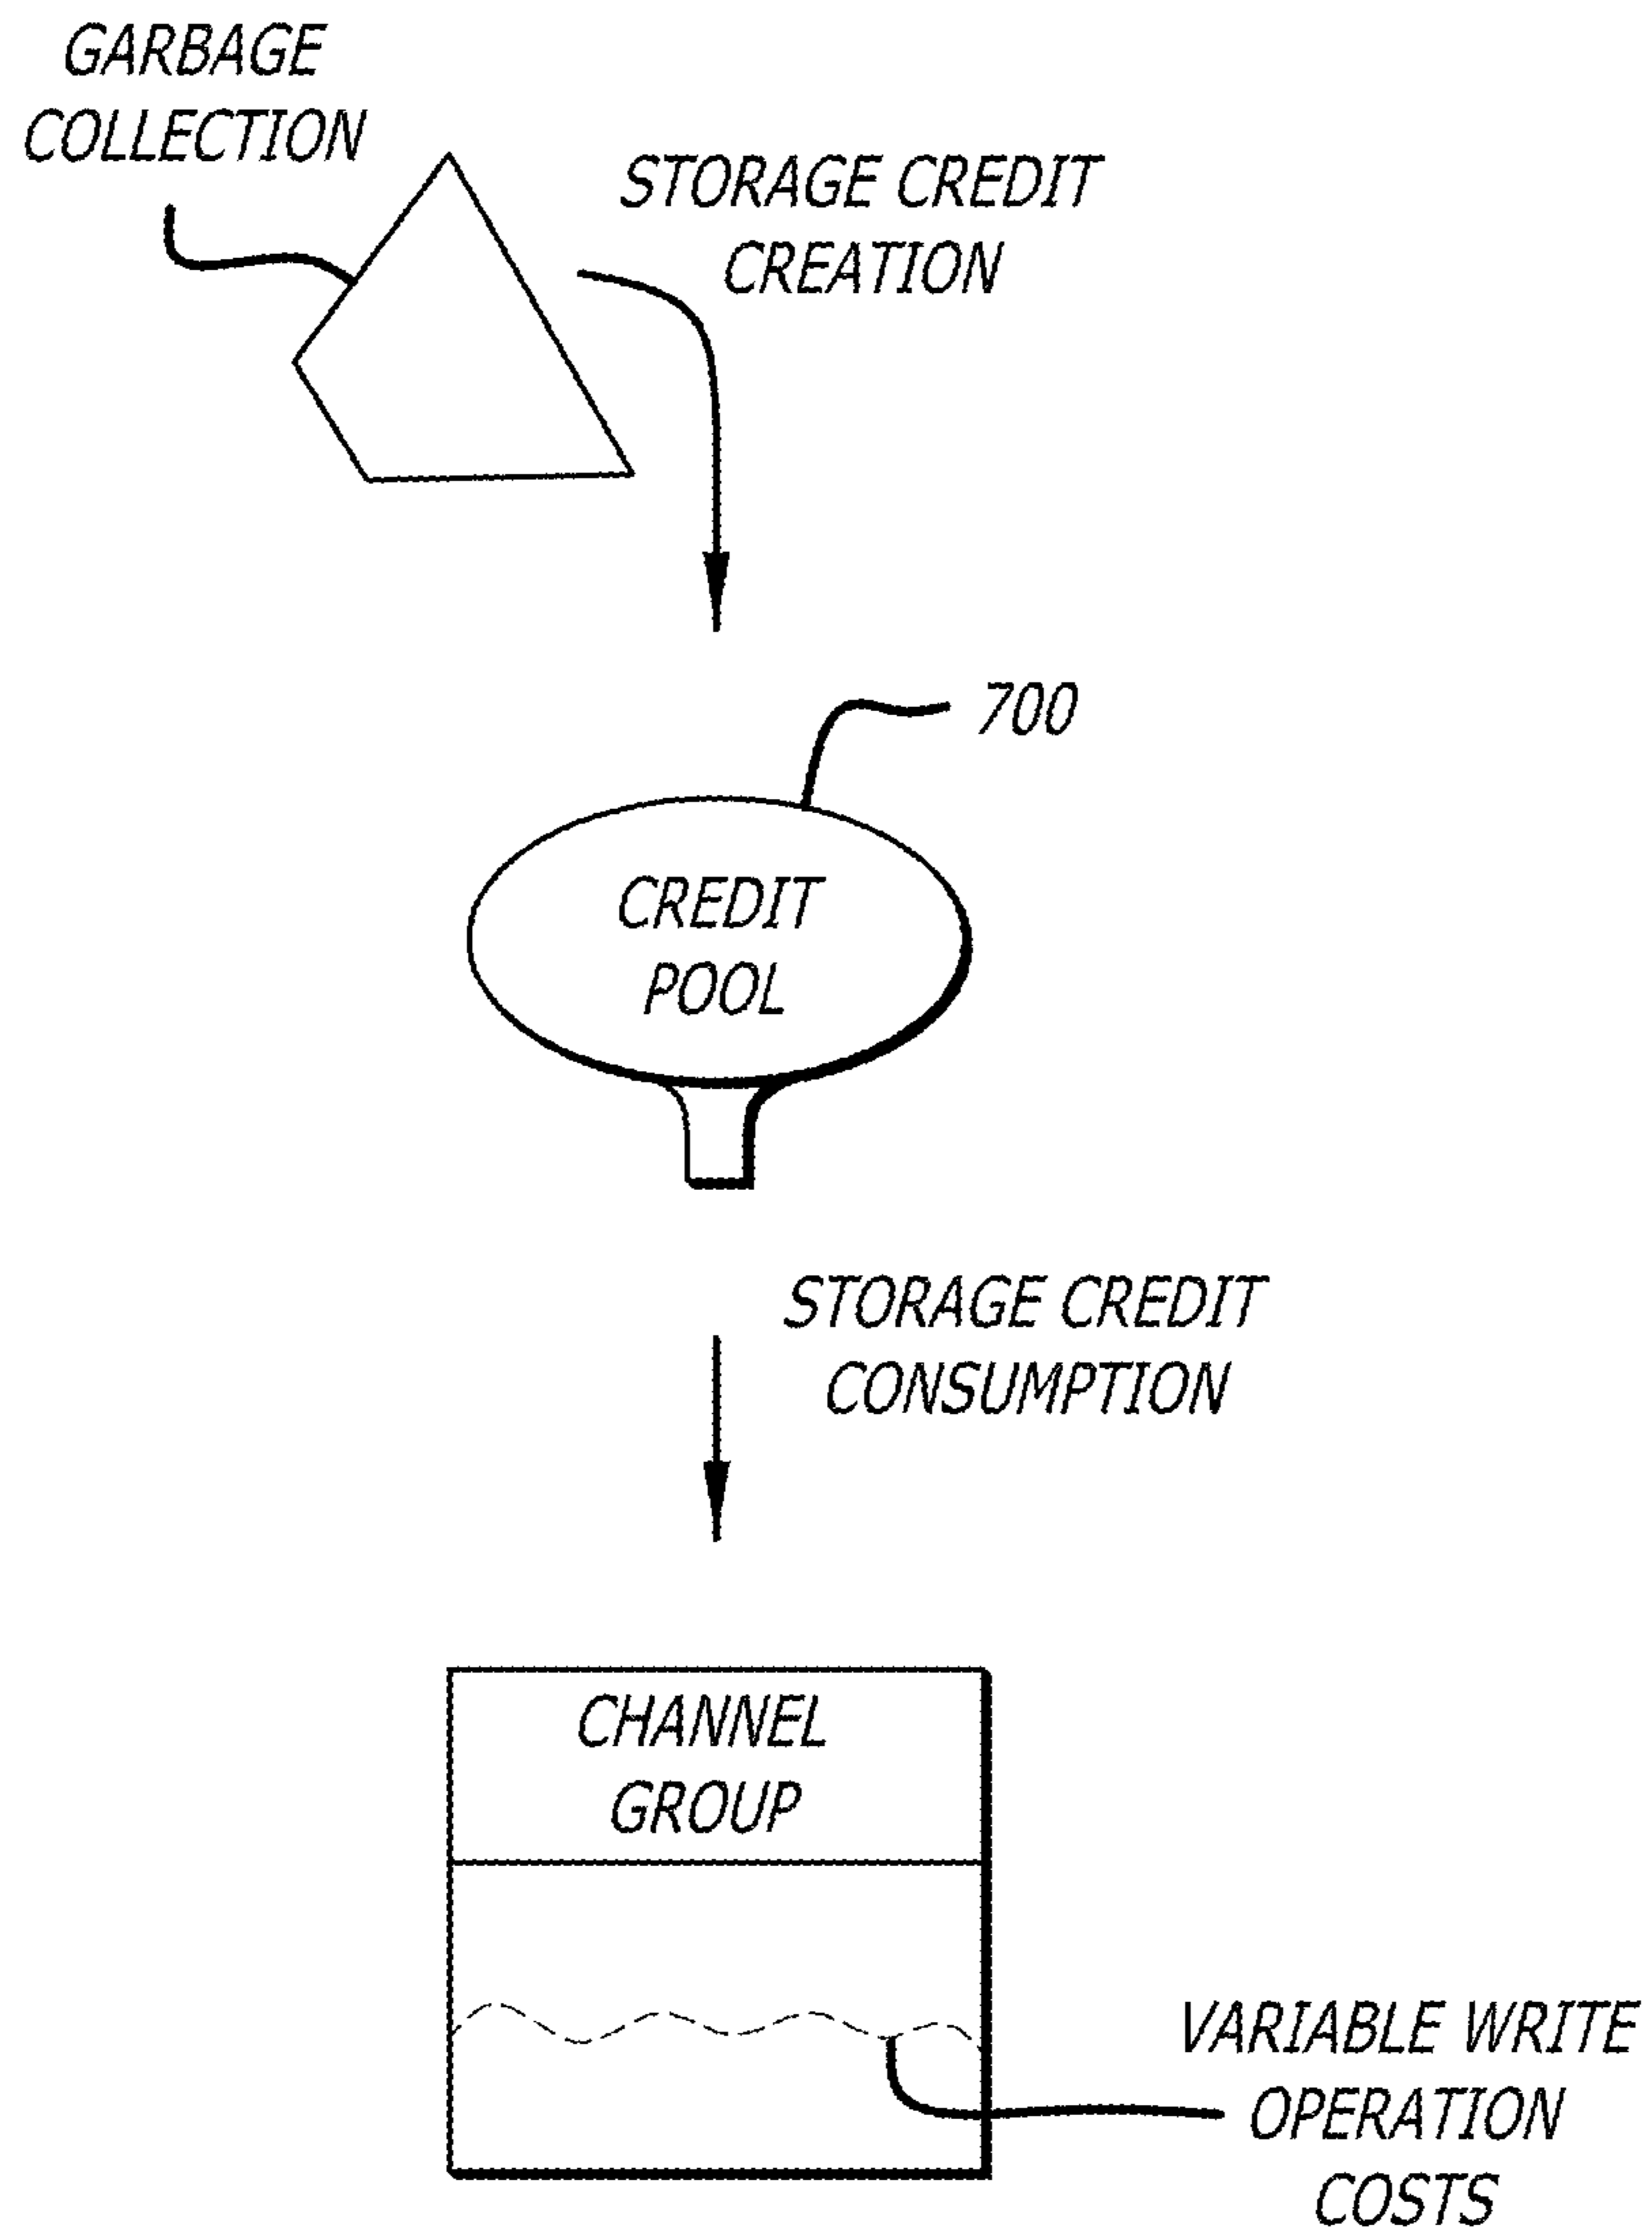 GARBAGE
COLLECTION
STORAGE CREDIT
CREATION
700
CREDIT
POOL
STORAGE CREDIT
CONSUMPTION
CHANNEL
GROUP
VARIABLE WRITE
OPERATION
COSTS